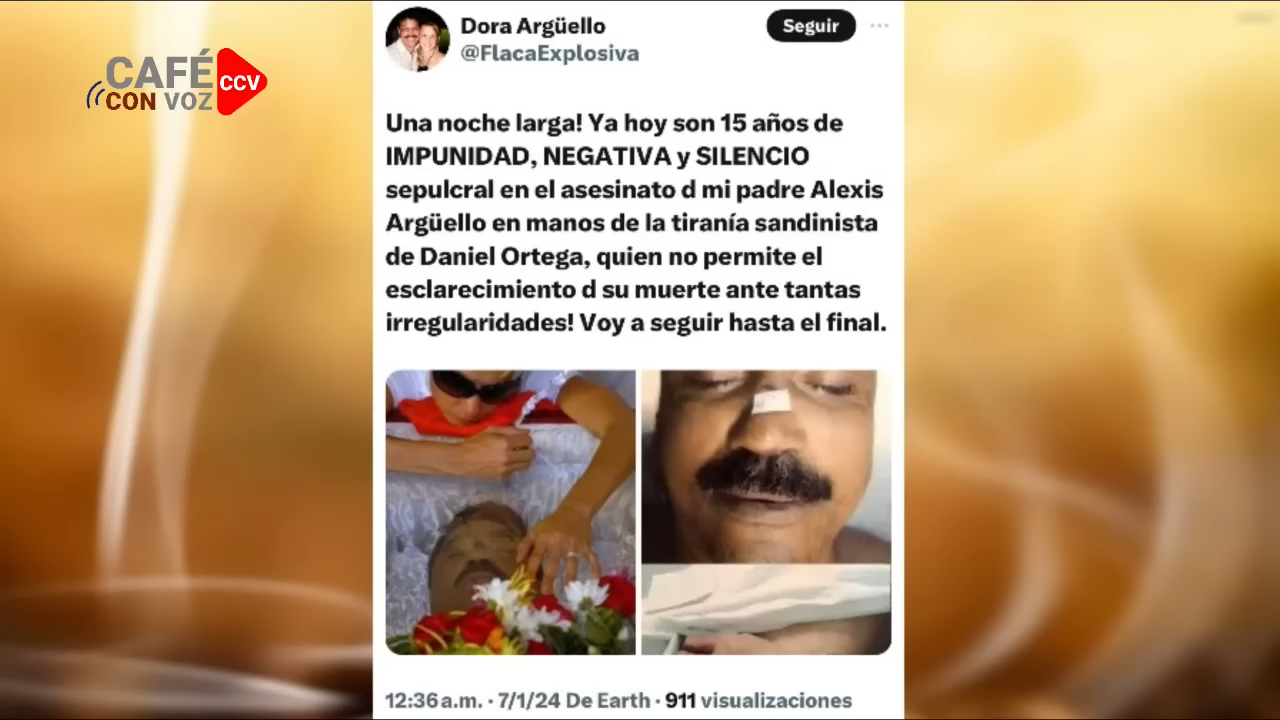 CAFÉ
CON VOZ
CCV
Dora Argüello
@FlacaExplosiva
Seguir
Una noche larga! Ya hoy son 15 años de
IMPUNIDAD, NEGATIVA y SILENCIO
sepulcral en el asesinato d mi padre Alexis
Argüello en manos de la tiranía sandinista
de Daniel Ortega, quien no permite el
esclarecimiento d su muerte ante tantas
irregularidades! Voy a seguir hasta el final.
12:36 a.m. · 7/1/24 De Earth · 911 visualizaciones